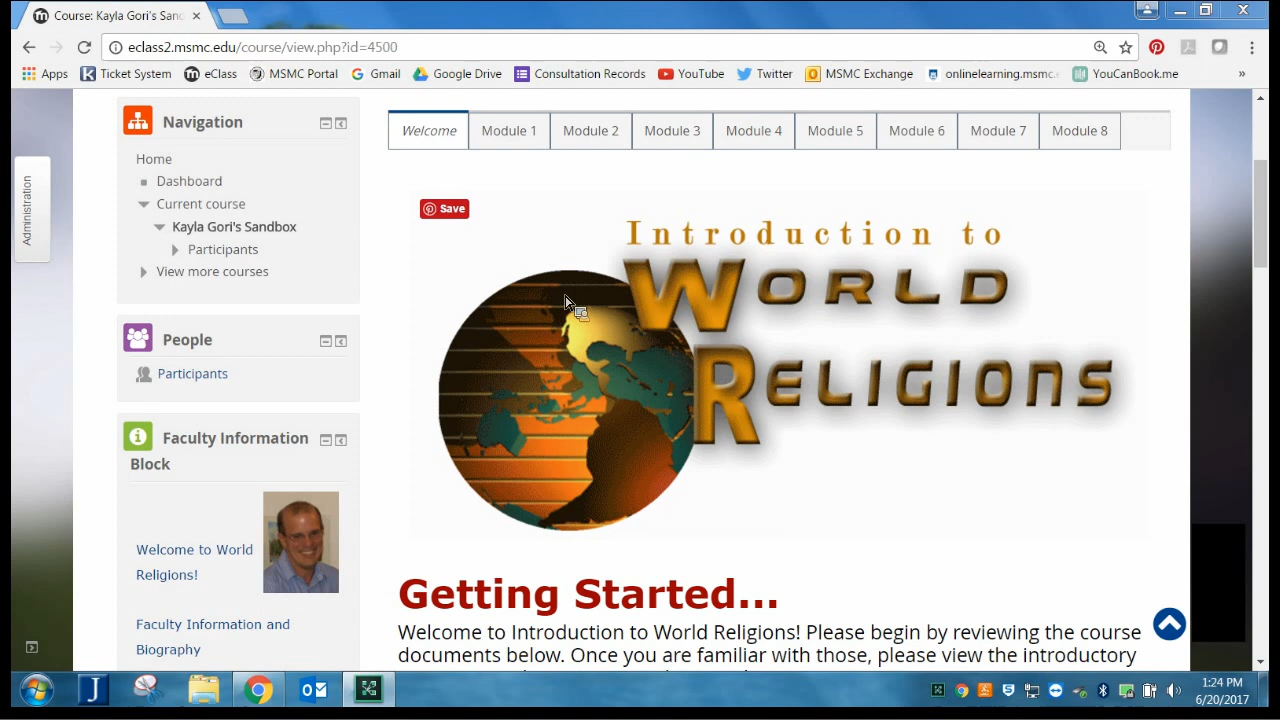 Course: Kayla Gori's San
eclass2.msmc.edu/course/view.php?id=4500
Apps Ticket System eClass MSMC Portal Gmail Google Drive Consultation Records YouTube Twitter MSMC Exchange onlinelearning.msmc. YouCanBook.me »
Administration
Navigation
Home
Dashboard
Current course
Kayla Gori's Sandbox
Participants
View more courses
People
Participants
Faculty Information
Block
Welcome to World
Religions!
Faculty Information and
Biography
Welcome Module 1 Module 2 Module 3 Module 4 Module 5 Module 6 Module 7 Module 8
Save
Introduction to
WORLD
RELIGIONS
Getting Started...
Welcome to Introduction to World Religions! Please begin by reviewing the course
documents below. Once you are familiar with those, please view the introductory
1:24 PM
6/20/2017